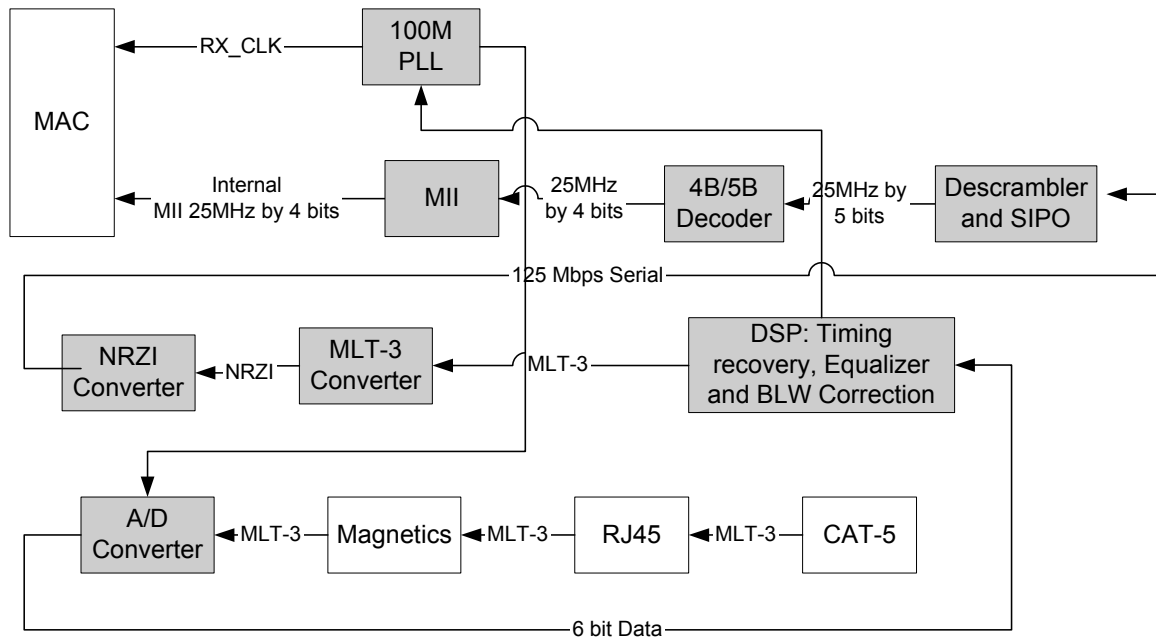 RX_CLK
100M
PLL
MAC
Internal
MII 25MHz by 4 bits
MII
25MHz
by 4 bits
4B/5B
Decoder
25MHz by
5 bits
Descrambler
and SIPO
125 Mbps Serial
NRZI
Converter
NRZI
MLT-3
Converter
MLT-3
DSP: Timing
recovery, Equalizer
and BLW Correction
A/D
Converter
MLT-3
Magnetics
MLT-3
RJ45
MLT-3
CAT-5
6 bit Data